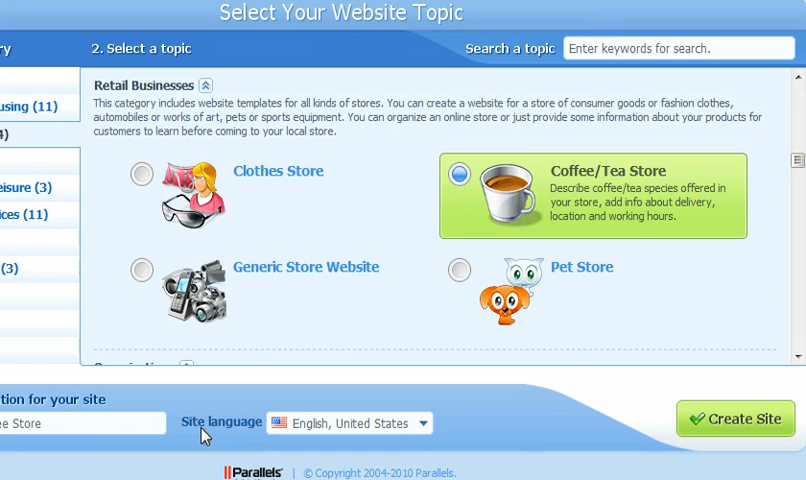 Select Your Website Topic
ry
2. Select a topic
Search a topic
Enter keywords for search.
Retail Businesses
This category includes website templates for all kinds of stores. You can create a website for a store of consumer goods or fashion clothes,
automobiles or works of art, pets or sports equipment. You can organize an online store or just provide some information about your products for
customers to learn before coming to your local store.
using (11)
4)
eisure (3)
ices (11)
(3)
Clothes Store
Coffee/Tea Store
Describe coffee/tea species offered in
your store, add info about delivery,
location and working hours.
Generic Store Website
Pet Store
tion for your site
ee Store
Site language
English, United States
Create Site
Parallels
© Copyright 2004-2010 Parallels.